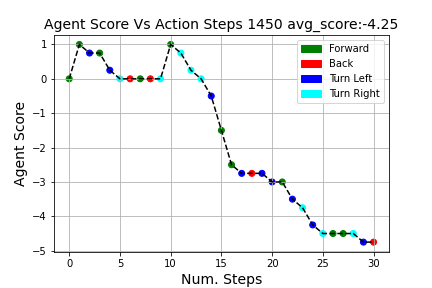 Agent Score Vs Action Steps 1450 avg_score:-4.25
Agent Score
1
0
−1
−2
−3
−4
−5
Forward
Back
Turn Left
Turn Right
0 5 10 15 20 25 30
Num. Steps